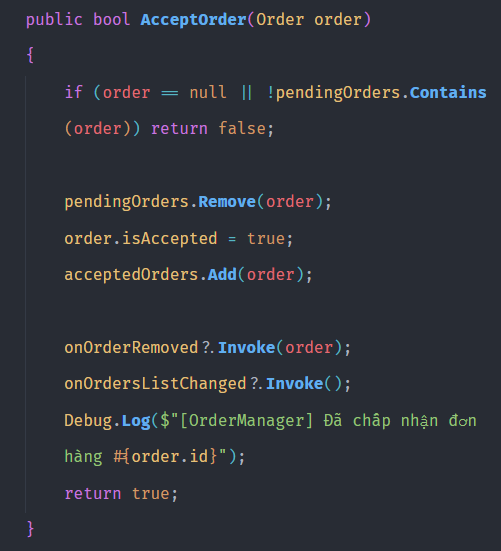 public bool AcceptOrder(Order order)
{
if (order == null || !pendingOrders.Contains
(order)) return false;
pendingOrders.Remove(order);
order.isAccepted = true;
acceptedOrders.Add(order);
onOrderRemoved?.Invoke(order);
onOrdersListChanged?.Invoke();
Debug.Log($"[OrderManager] Đã chấp nhận đơn
hàng #{order.id}");
return true;
}